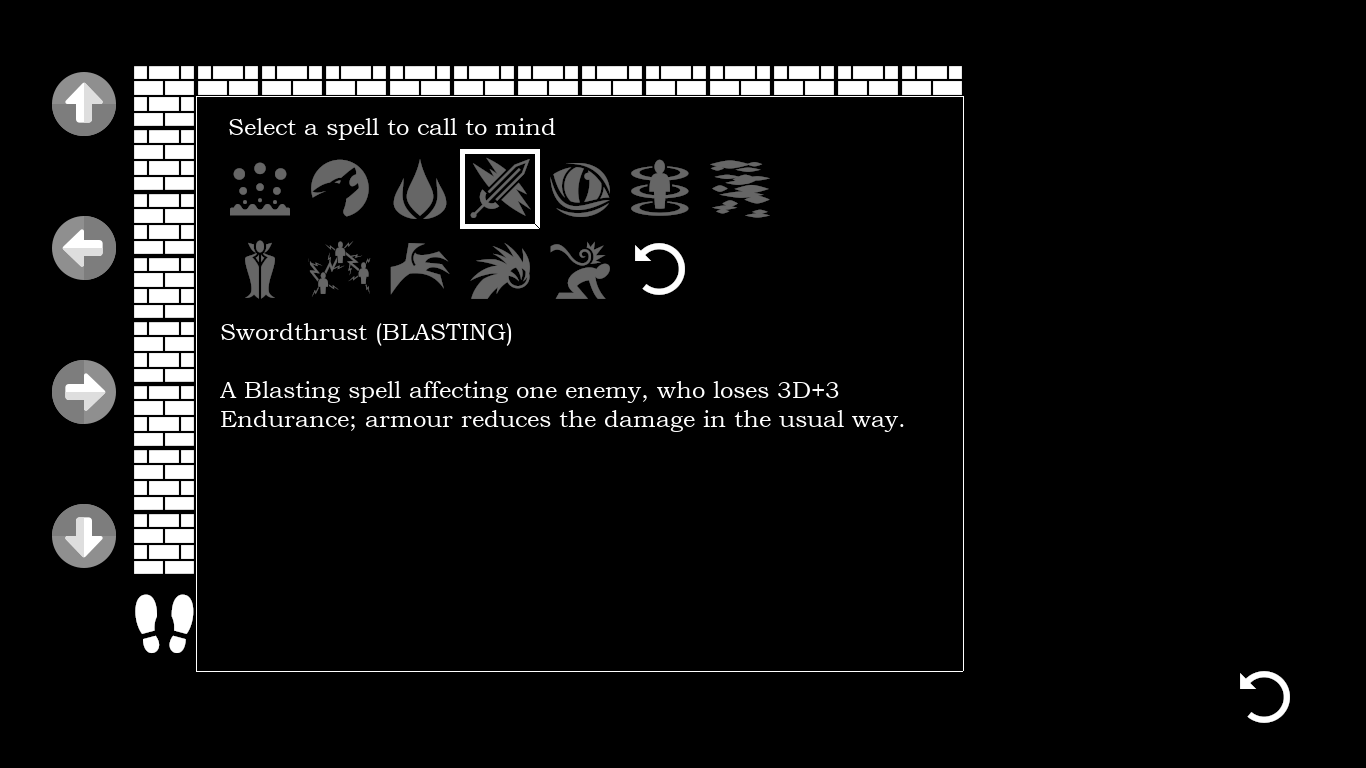 Select a spell to call to mind
Swordthrust (BLASTING)
A Blasting spell affecting one enemy, who loses 3D+3
Endurance; armour reduces the damage in the usual way.